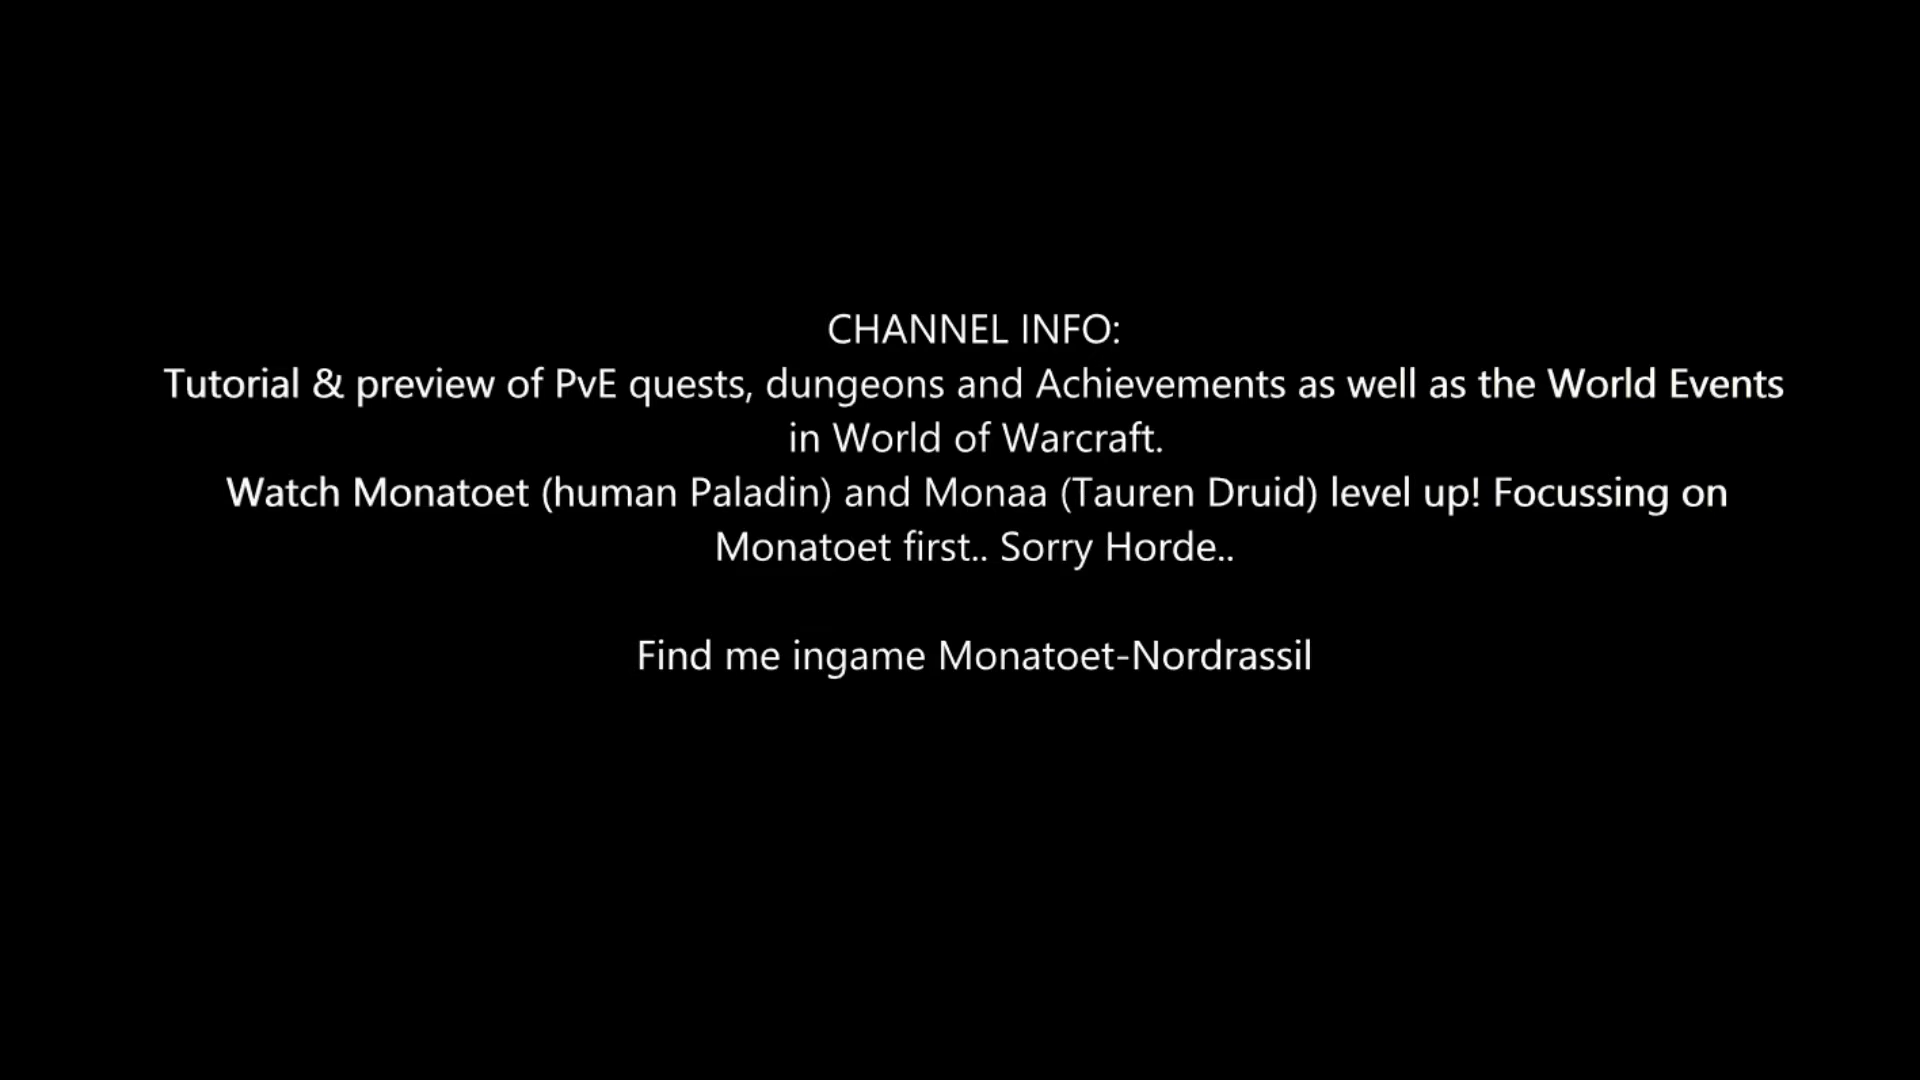 CHANNEL INFO:
Tutorial & preview of PvE quests, dungeons and Achievements as well as the World Events
in World of Warcraft.
Watch Monatoet (human Paladin) and Monaa (Tauren Druid) level up! Focussing on
Monatoet first.. Sorry Horde..
Find me ingame Monatoet-Nordrassil